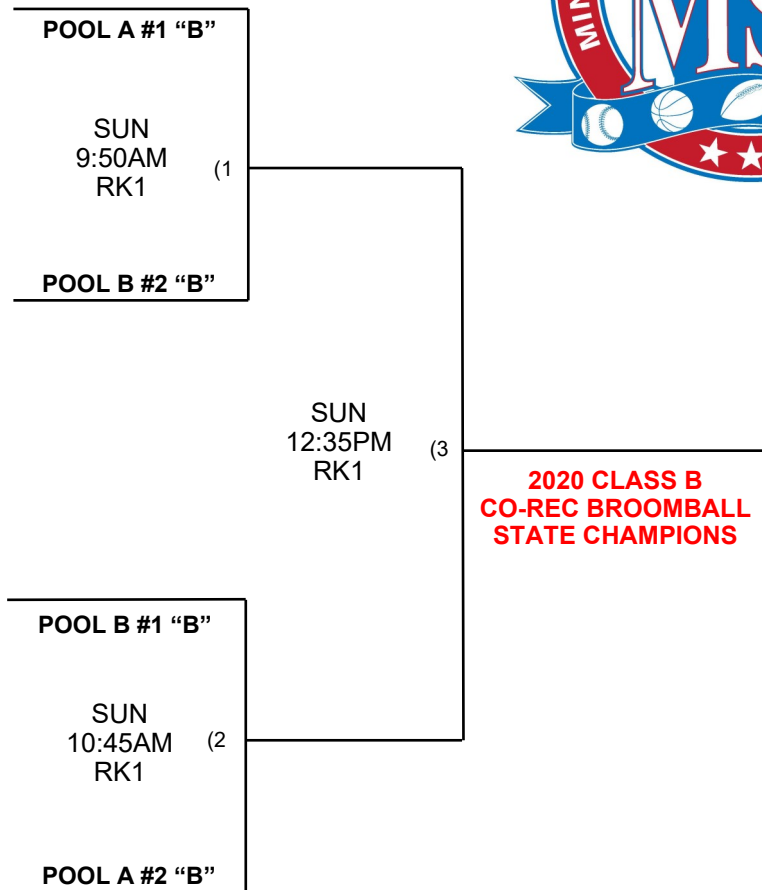 POOL A #1 “B”
SUN
9:50AM
RK1
(1
POOL B #2 “B”
SUN
12:35PM
RK1
(3
2020 CLASS B
CO-REC BROOMBALL
STATE CHAMPIONS
POOL B #1 “B”
SUN
10:45AM
RK1
(2
POOL A #2 “B”